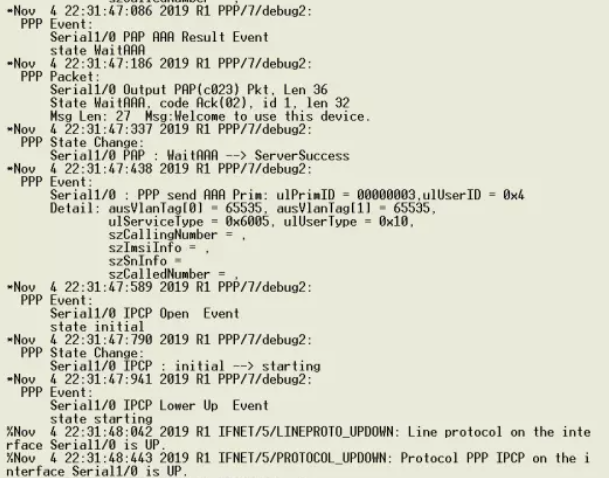 *Nov  4 22:31:47:086 2019 R1 PPP/7/debug2:
  PPP Event:
      Serial1/0 PAP AAA Result Event
      state WaitAAA
*Nov  4 22:31:47:186 2019 R1 PPP/7/debug2:
  PPP Packet:
      Serial1/0 Output PAP(c023) Pkt, Len 36
      State WaitAAA, code Ack(02), id 1, len 32
      Msg Len: 27  Msg:Welcome to use this device.
*Nov  4 22:31:47:337 2019 R1 PPP/7/debug2:
  PPP State Change:
      Serial1/0 PAP : WaitAAA --> ServerSuccess
*Nov  4 22:31:47:438 2019 R1 PPP/7/debug2:
  PPP Event:
      Serial1/0 : PPP send AAA Prim: ulPrimID = 00000003,ulUserID = 0x4
      Detail: ausVlanTag[0] = 65535, ausVlanTag[1] = 65535,
              ulServiceType = 0x6005, ulUserType = 0x10,
              szCallingNumber = ,
              szImsiInfo = ,
              szSnInfo =
              szCalledNumber = ,
*Nov  4 22:31:47:589 2019 R1 PPP/7/debug2:
  PPP Event:
      Serial1/0 IPCP Open  Event
      state initial
*Nov  4 22:31:47:790 2019 R1 PPP/7/debug2:
  PPP State Change:
      Serial1/0 IPCP : initial --> starting
*Nov  4 22:31:47:941 2019 R1 PPP/7/debug2:
  PPP Event:
      Serial1/0 IPCP Lower Up  Event
      state starting
%Nov  4 22:31:48:042 2019 R1 IFNET/5/LINEPROTO_UPDOWN: Line protocol on the inte
rface Serial1/0 is UP.
%Nov  4 22:31:48:443 2019 R1 IFNET/5/PROTOCOL_UPDOWN: Protocol PPP IPCP on the i
nterface Serial1/0 is UP.